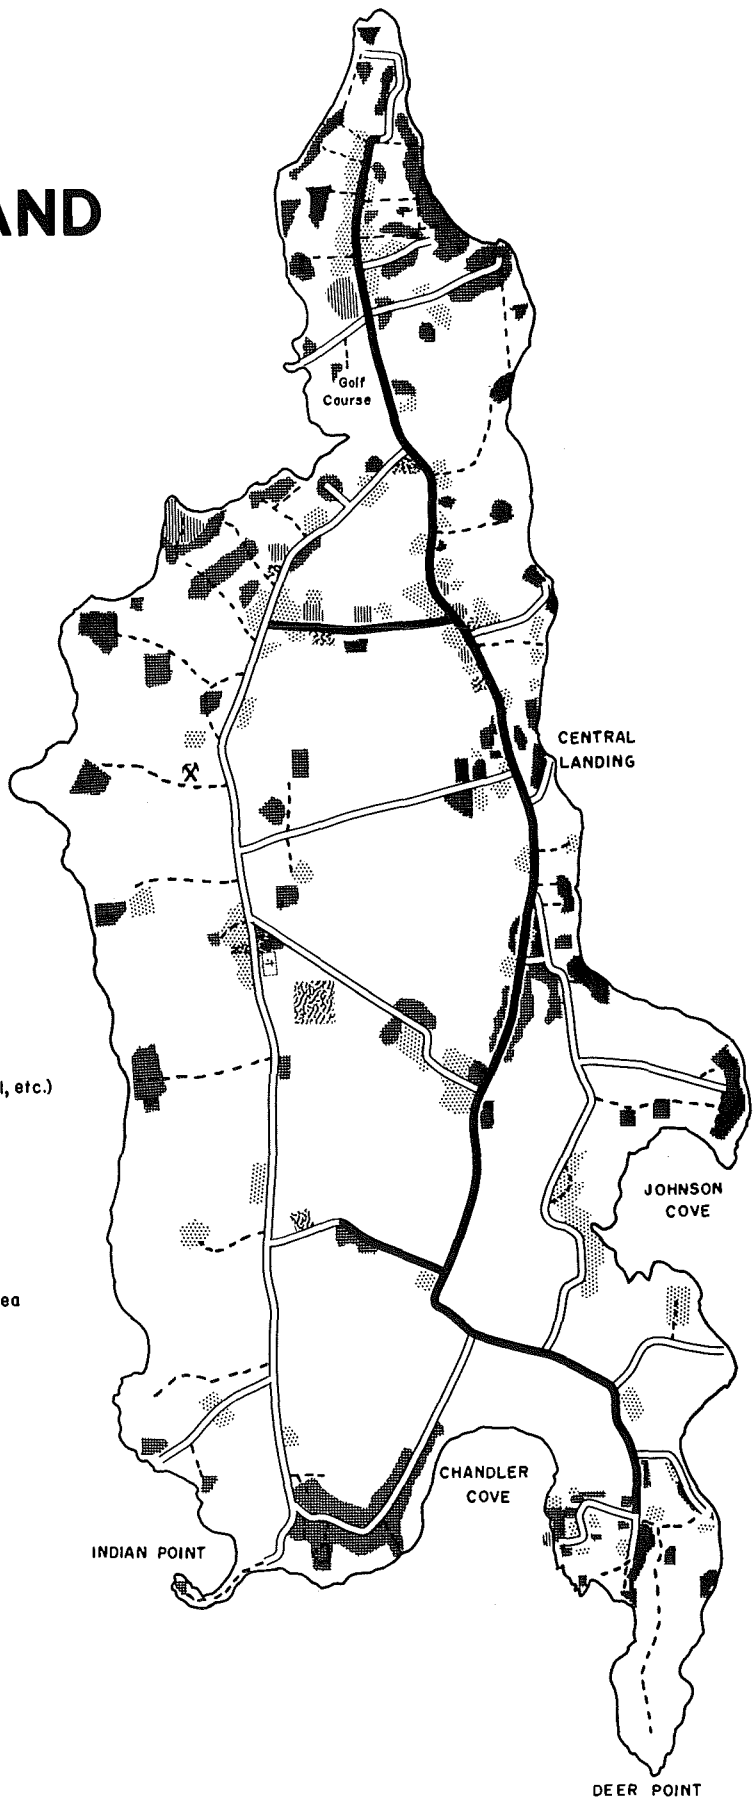 AND
Golf
Course
CENTRAL
LANDING
l, etc.)
JOHNSON
COVE
ea
CHANDLER
COVE
INDIAN POINT
DEER POINT